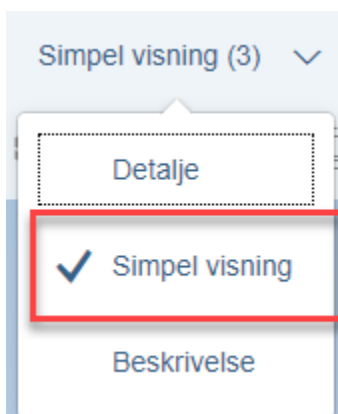 Simpel visning (3)
Detalje
Simpel visning
Beskrivelse